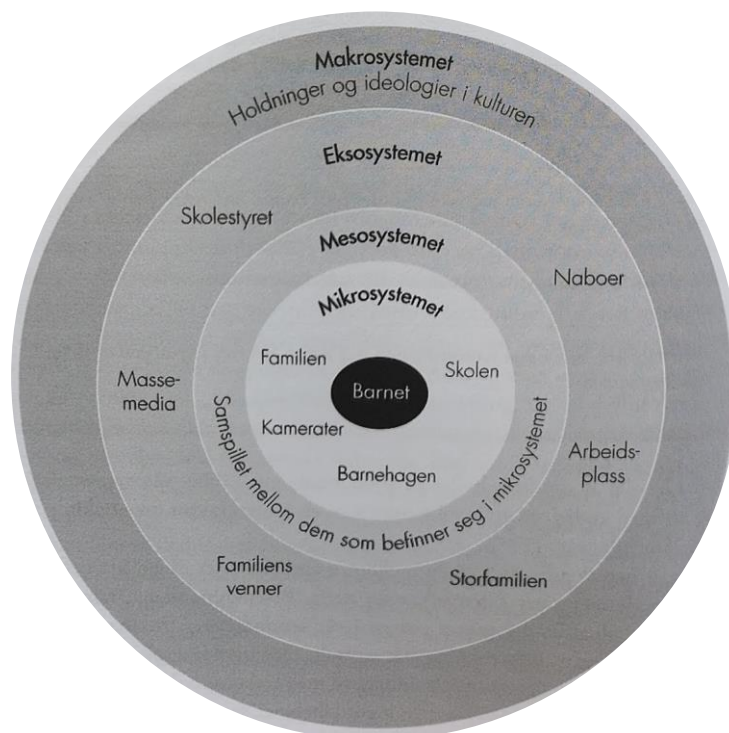 Makrosystemet
Holdninger og ideologier i kulturen
Eksosystemet
Skolestyret
Mesosystemet
Naboer
Mikrosystemet
Familien
Skolen
Barnet
Masse-
media
Kamerater
Arbeids-
plass
Barnehagen
Samspillet mellom dem som befinner seg i mikrosystemet
Familiens
venner
Storfamilien